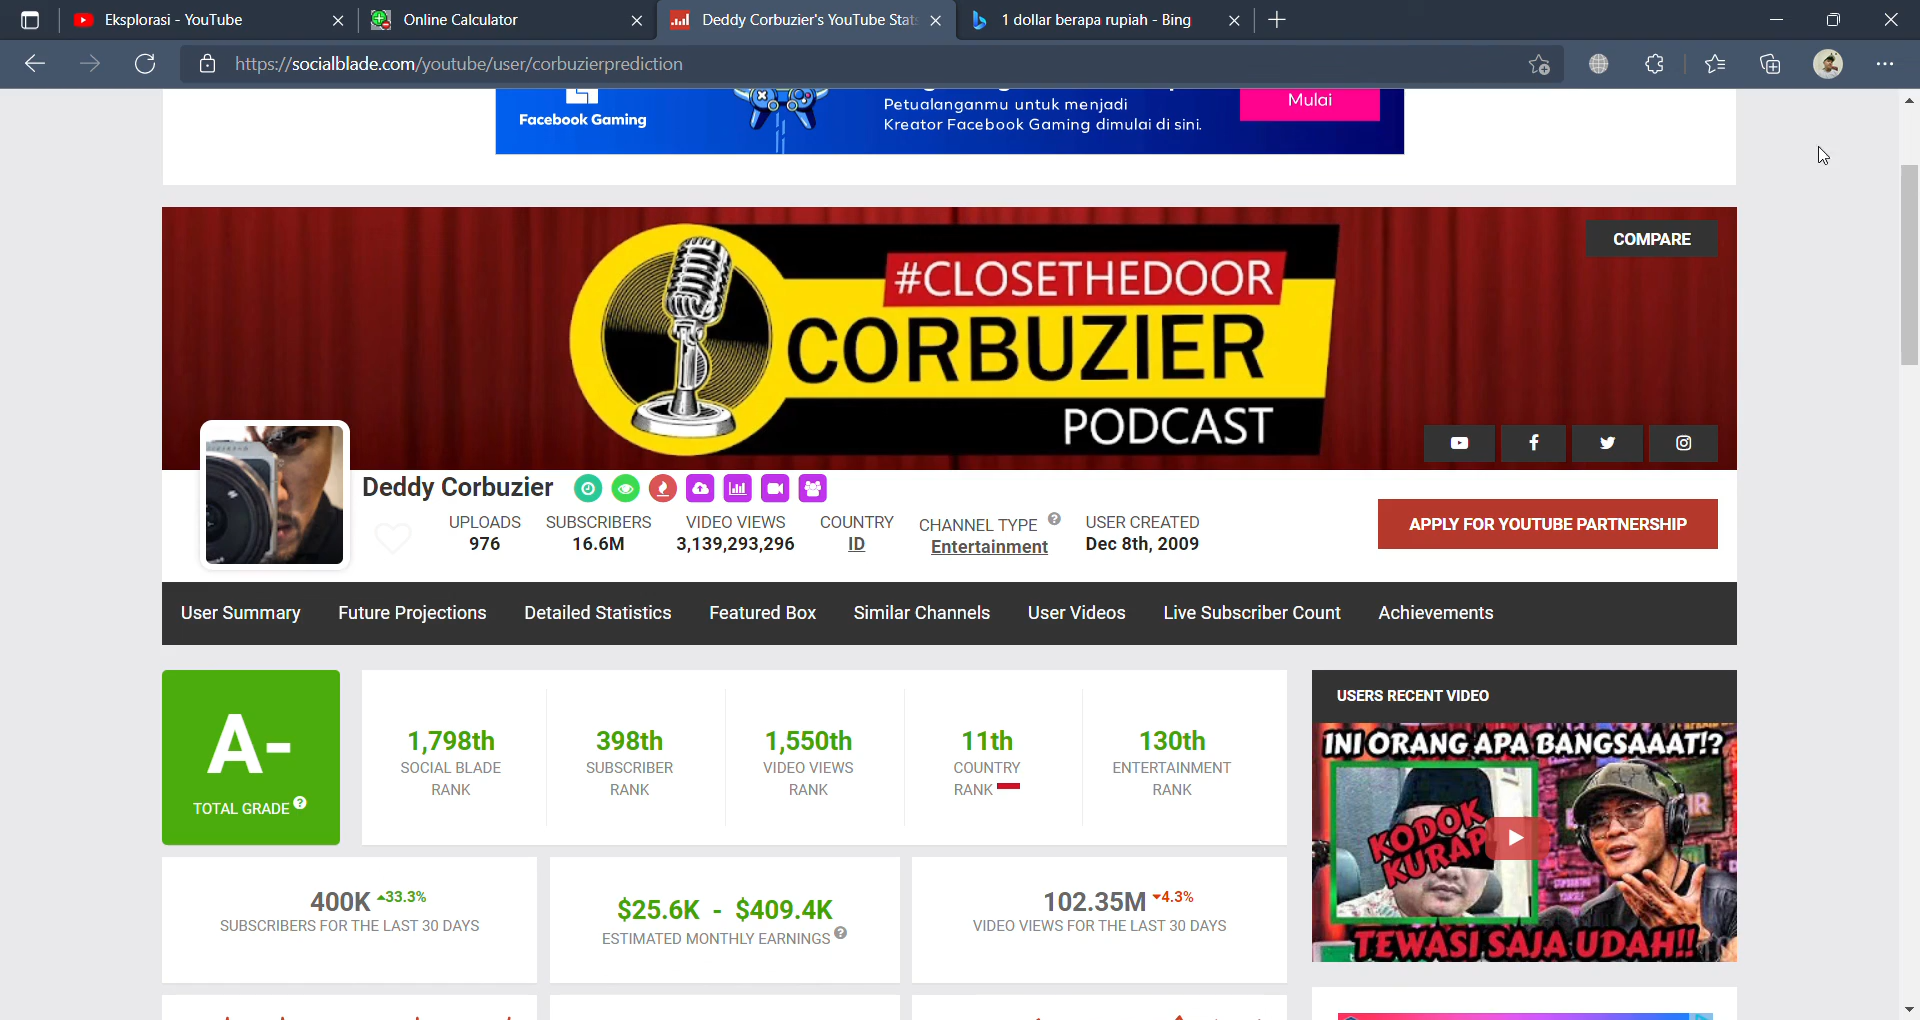 Eksplorasi - YouTube
Online Calculator
Deddy Corbuzier's YouTube Stat
1 dollar berapa rupiah - Bing
https://socialblade.com/youtube/user/corbuzierprediction
Facebook Gaming
Petualanganmu untuk menjadi
Kreator Facebook Gaming dimulai di sini.
Mulai
COMPARE
#CLOSETHEDOOR
CORBUZIER
PODCAST
Deddy Corbuzier
UPLOADS
976
SUBSCRIBERS
16.6M
VIDEO VIEWS
3,139,293,296
COUNTRY
ID
CHANNEL TYPE
Entertainment
USER CREATED
Dec 8th, 2009
APPLY FOR YOUTUBE PARTNERSHIP
User Summary
Future Projections
Detailed Statistics
Featured Box
Similar Channels
User Videos
Live Subscriber Count
Achievements
A-
TOTAL GRADE
1,798th
SOCIAL BLADE
RANK
398th
SUBSCRIBER
RANK
1,550th
VIDEO VIEWS
RANK
11th
COUNTRY
RANK
130th
ENTERTAINMENT
RANK
USERS RECENT VIDEO
INI ORANG APA BANGSAAAT!?
KODOK
KURAP
TEWASI SAJA UDAH!!
400K 33.3%
SUBSCRIBERS FOR THE LAST 30 DAYS
$25.6K - $409.4K
ESTIMATED MONTHLY EARNINGS
102.35M 4.3%
VIDEO VIEWS FOR THE LAST 30 DAYS